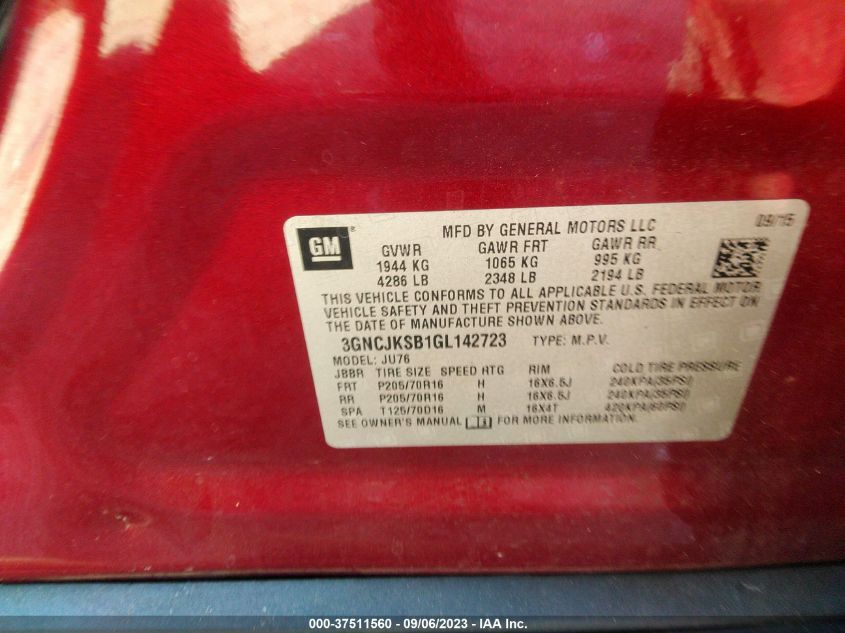 GM®
MFD BY GENERAL MOTORS LLC 09/15
GVWR GAWR FRT GAWR RR
1944 KG 1065 KG 995 KG
4286 LB 2348 LB 2194 LB
THIS VEHICLE CONFORMS TO ALL APPLICABLE U.S. FEDERAL MOTOR
VEHICLE SAFETY AND THEFT PREVENTION STANDARDS IN EFFECT ON
THE DATE OF MANUFACTURE SHOWN ABOVE.
3GNCJKSB1GL142723 TYPE: M.P.V.
MODEL: JU76
JBBR TIRE SIZE SPEED RTG RIM COLD TIRE PRESSURE
FRT P205/70R16 H 16X6.5J 240KPA(35PSI)
RR P205/70R16 H 16X6.5J 240KPA(35PSI)
SPA T125/70D16 M 16X4T 420KPA(60PSI)
SEE OWNER'S MANUAL i FOR MORE INFORMATION.
000-37511560 - 09/06/2023 - IAA Inc.